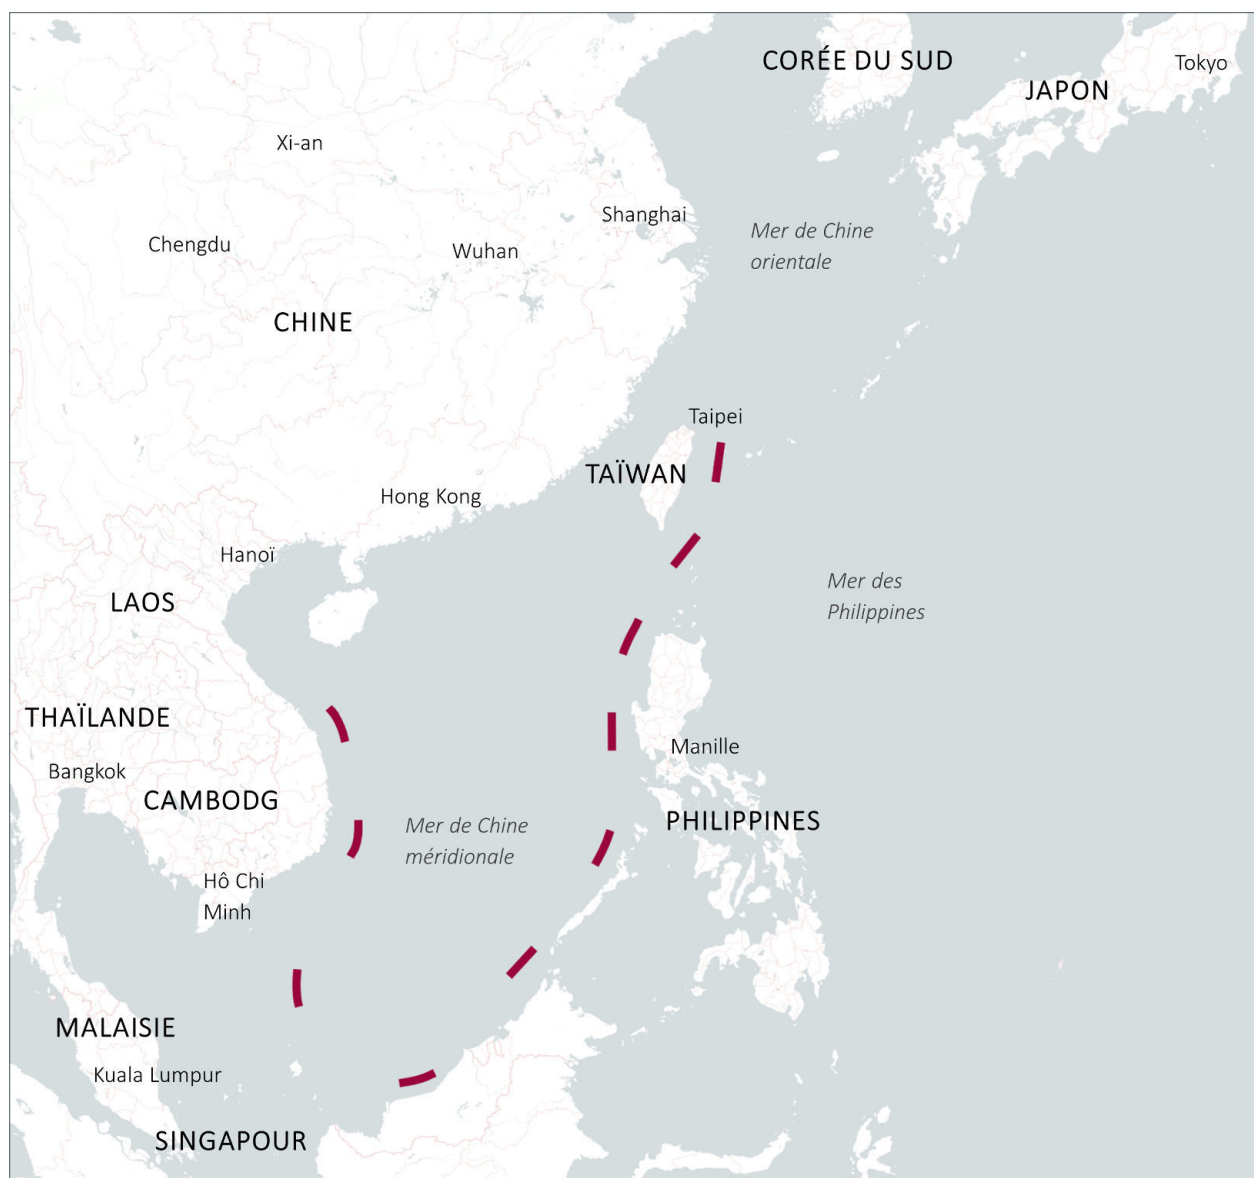 CORÉE DU SUD
Tokyo
JAPON
Xi-an
Shanghai
Mer de Chine
orientale
Chengdu
Wuhan
CHINE
Taipei
TAÏWAN
Hong Kong
Hanoï
Mer des
Philippines
LAOS
THAÏLANDE
Manille
Bangkok
CAMBODG
PHILIPPINES
Mer de Chine
méridionale
Hô Chi
Minh
MALAISIE
Kuala Lumpur
SINGAPOUR